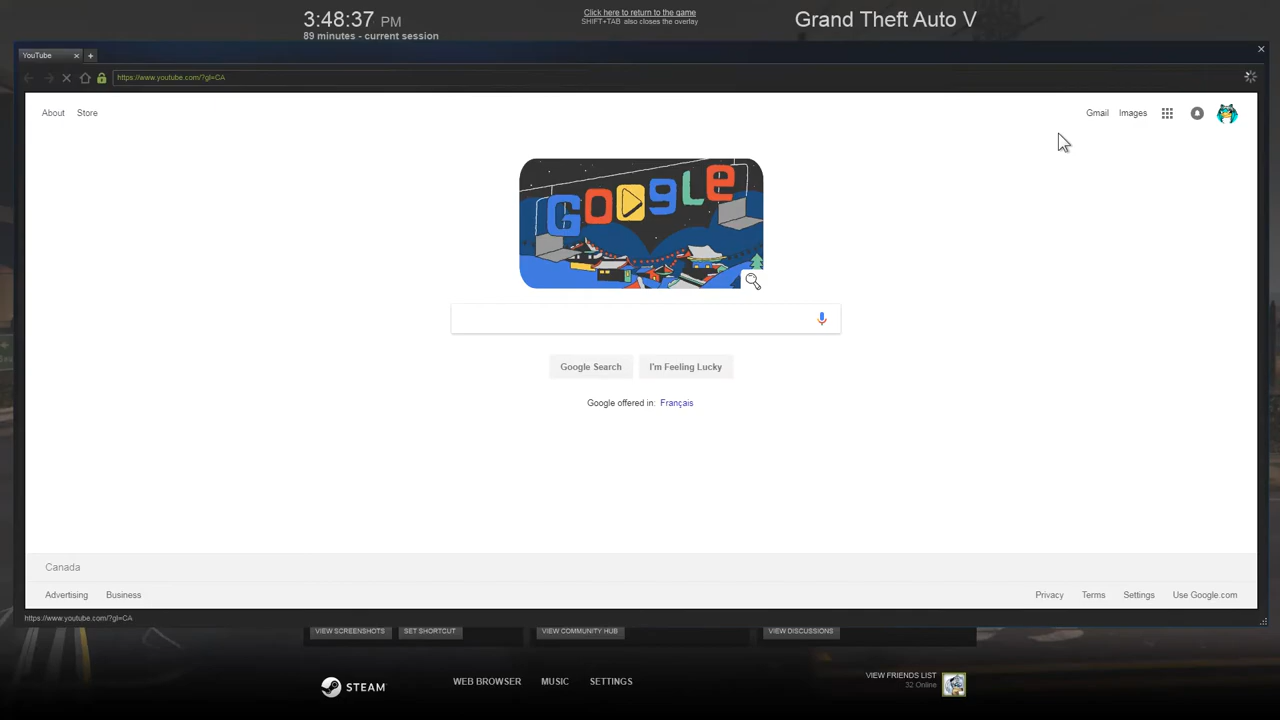 3:48:37 PM
89 minutes - current session
Click here to return to the game
SHIFT+TAB also closes the overlay
Grand Theft Auto V
YouTube
https://www.youtube.com/?gl=CA
About Store
Gmail Images
GOOGLE
Google Search I'm Feeling Lucky
Google offered in: Français
Canada
Advertising Business
Privacy Terms Settings Use Google.com
https://www.youtube.com/?gl=CA
VIEW SCREENSHOTS SET SHORTCUT VIEW COMMUNITY HUB VIEW DISCUSSIONS
STEAM
WEB BROWSER MUSIC SETTINGS
VIEW FRIENDS LIST
32 Online